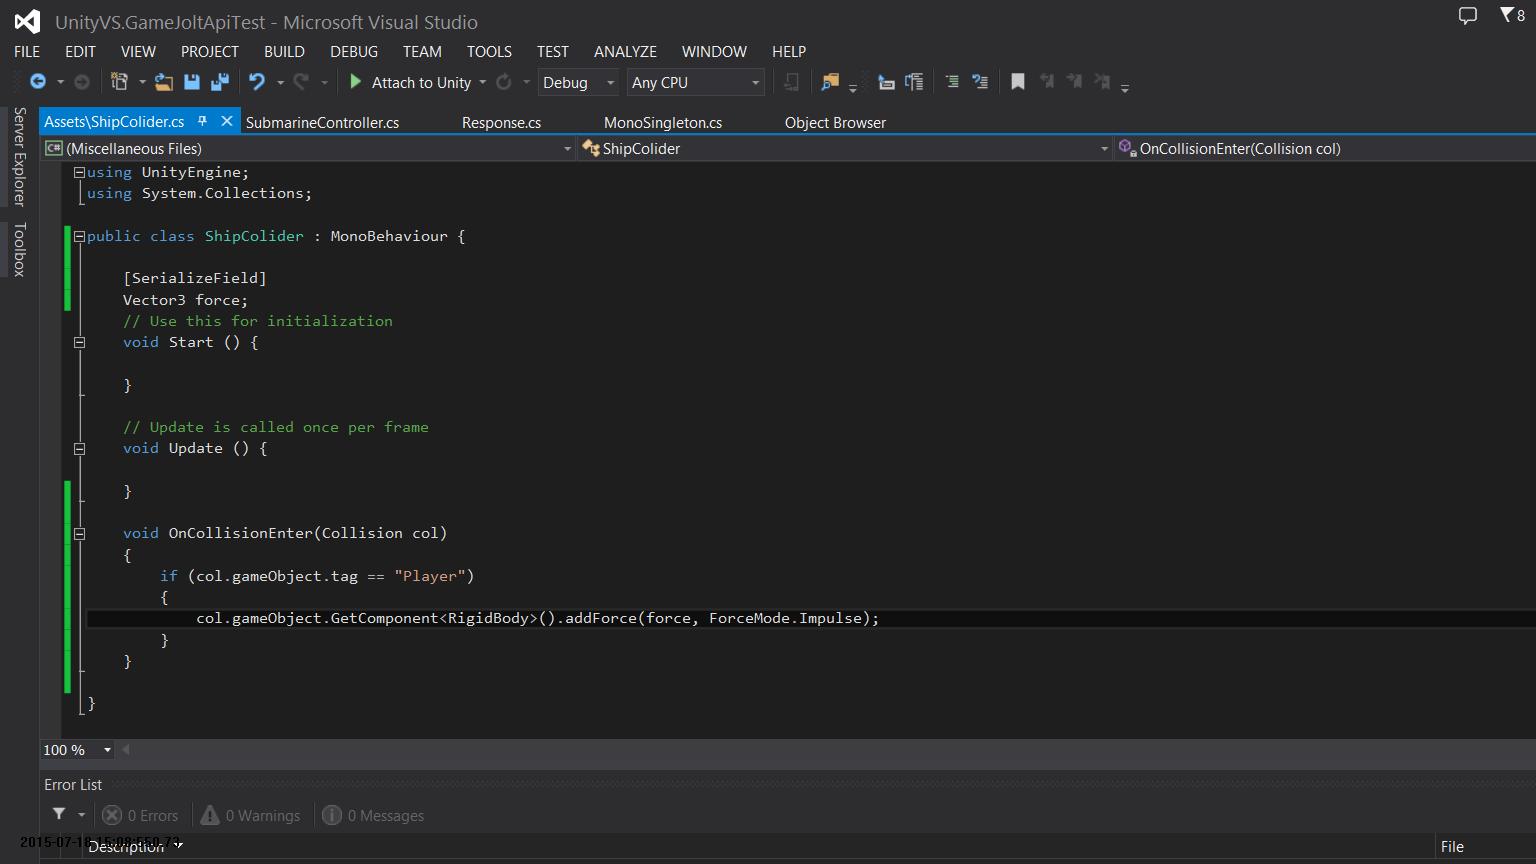 UnityVS.GameJoltApiTest - Microsoft Visual Studio
8
FILE EDIT VIEW PROJECT BUILD DEBUG TEAM TOOLS TEST ANALYZE WINDOW HELP
Attach to Unity Debug Any CPU
Server Explorer
Toolbox
Assets\ShipColider.cs SubmarineController.cs Response.cs MonoSingleton.cs Object Browser
C# (Miscellaneous Files) ShipColider OnCollisionEnter(Collision col)
using UnityEngine;
using System.Collections;
public class ShipColider : MonoBehaviour {
[SerializeField]
Vector3 force;
// Use this for initialization
void Start () {
}
// Update is called once per frame
void Update () {
}
void OnCollisionEnter(Collision col)
{
if (col.gameObject.tag == "Player")
{
col.gameObject.GetComponent<RigidBody>().addForce(force, ForceMode.Impulse);
}
}
}
100 %
Error List
0 Errors 0 Warnings 0 Messages
Description File